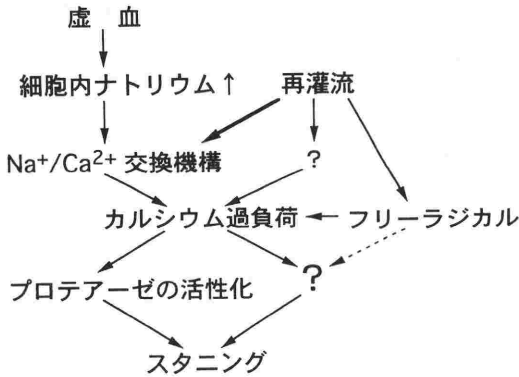 虚 血
細胞内ナトリウム↑ 再灌流
Na⁺/Ca²⁺ 交換機構 ?
カルシウム過負荷 フリーラジカル
プロテアーゼの活性化 ?
スタニング